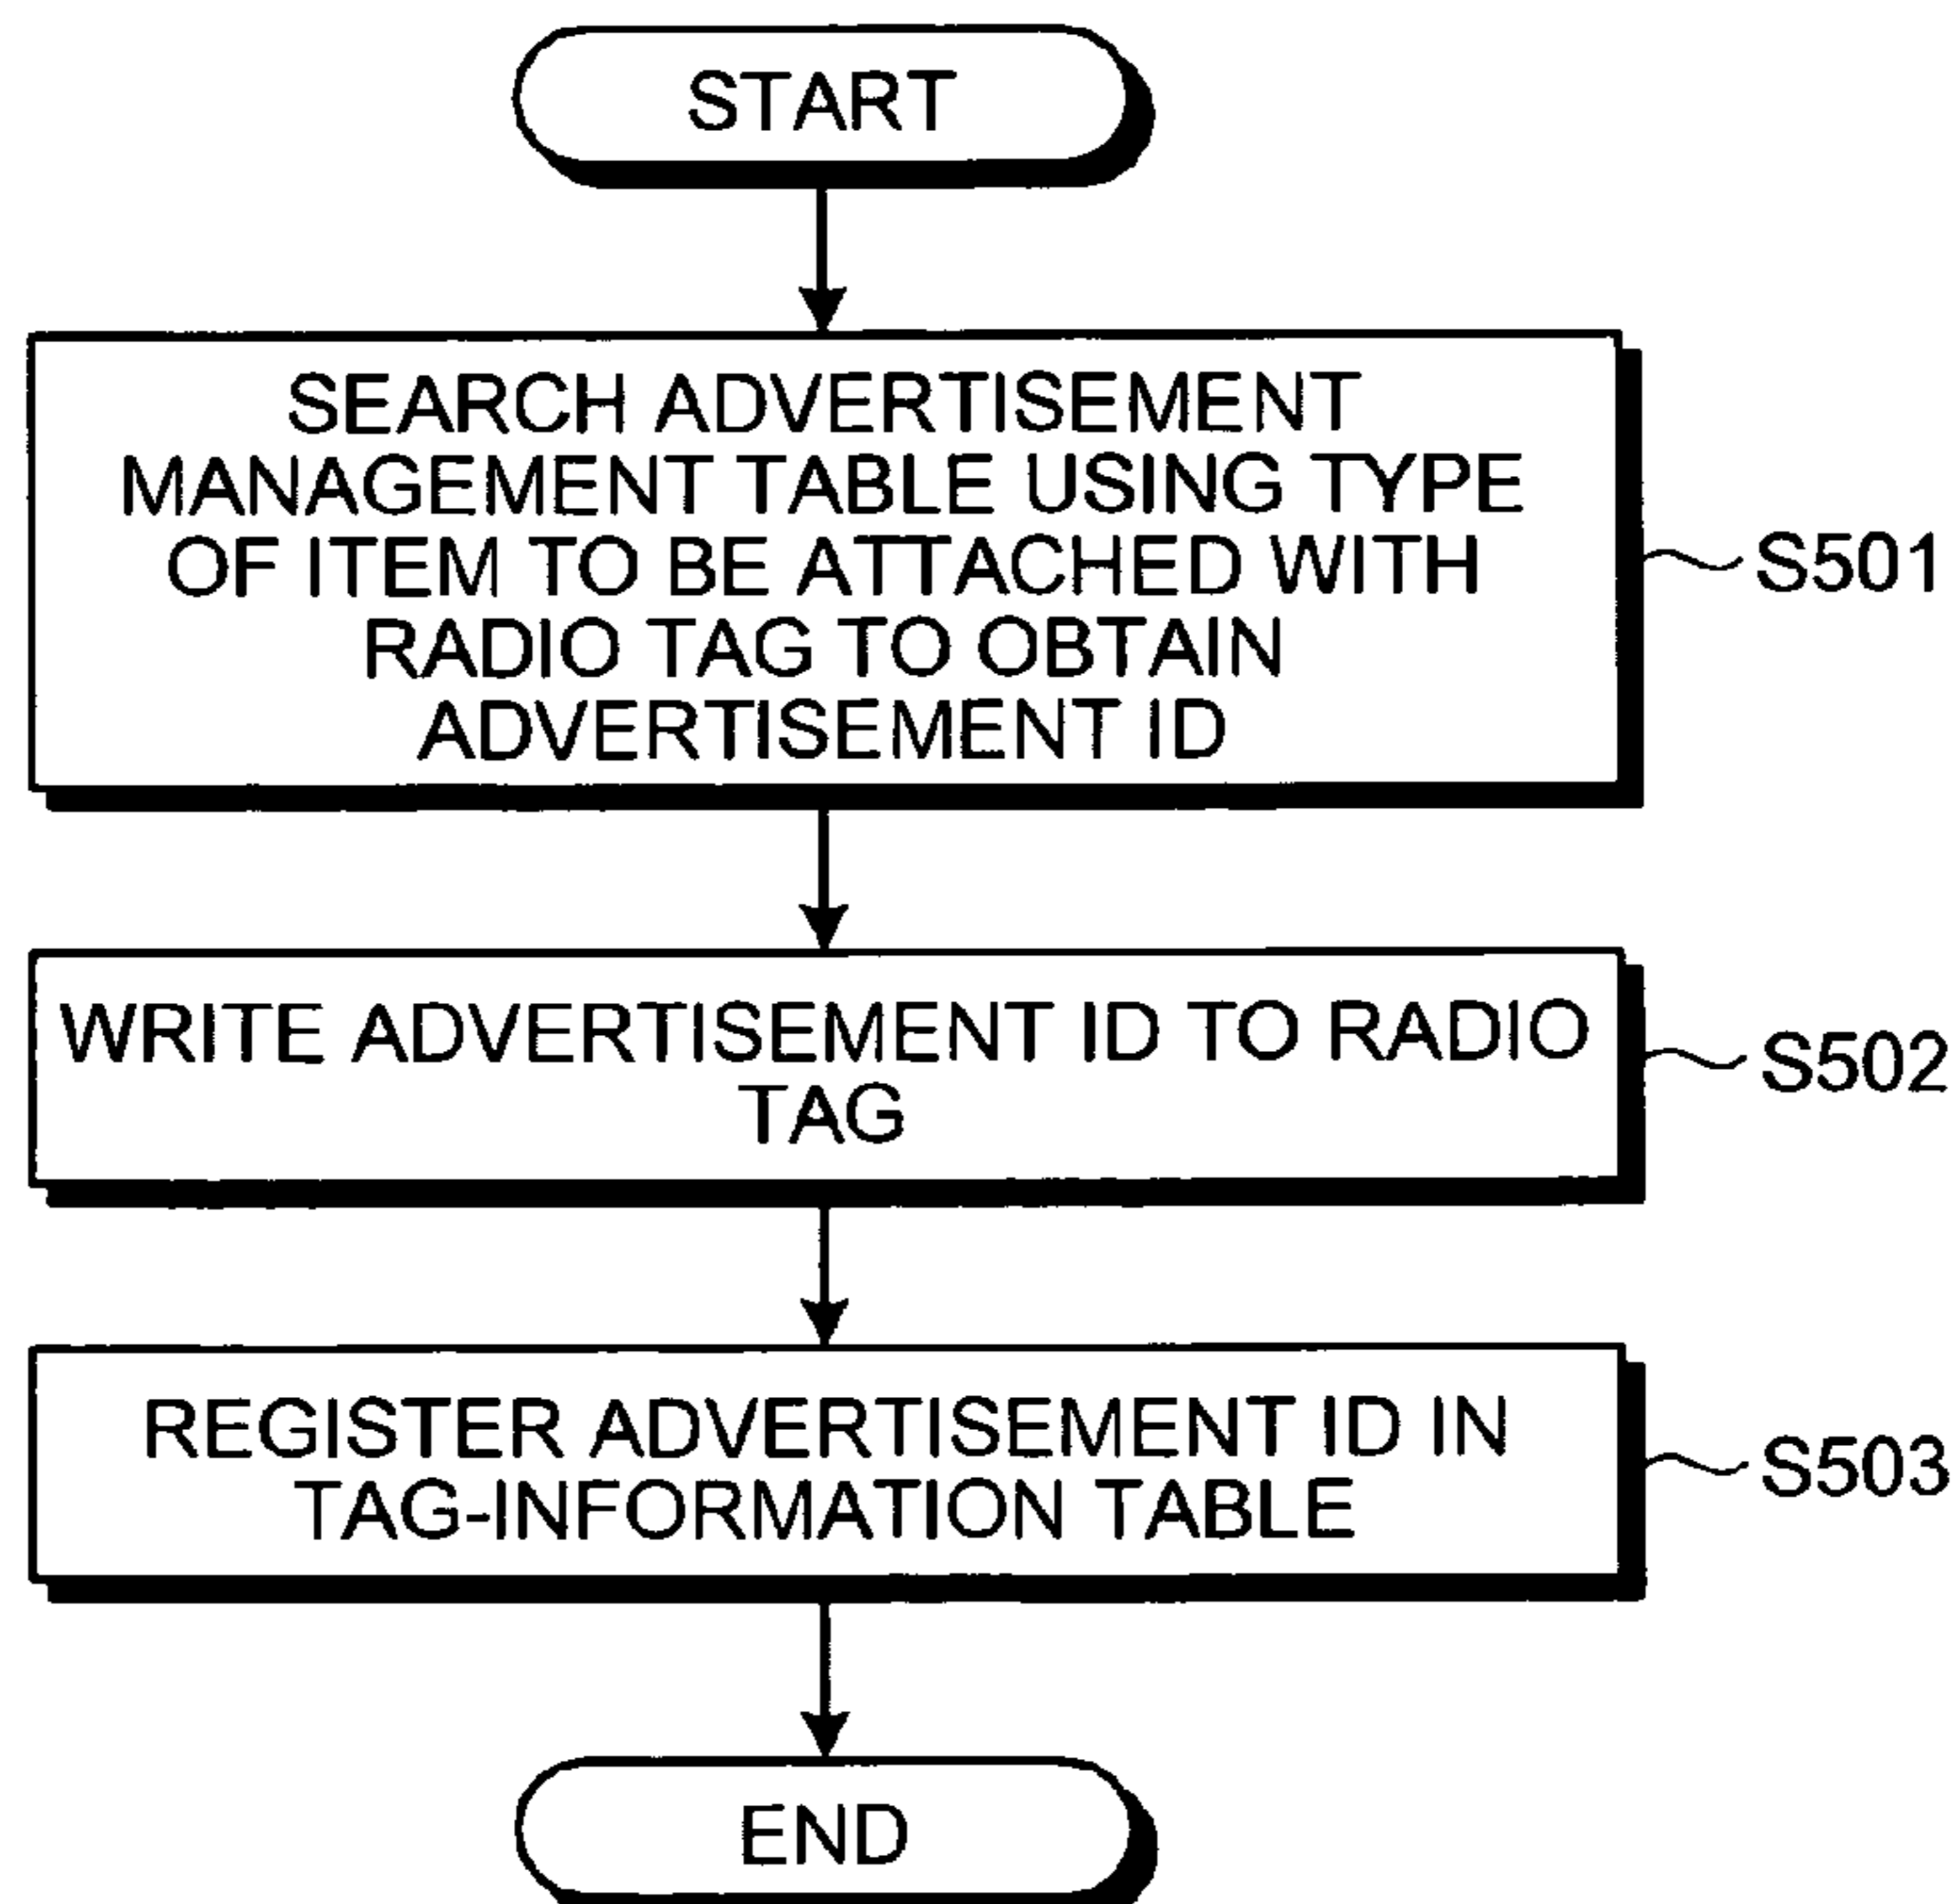 START
SEARCH ADVERTISEMENT
MANAGEMENT TABLE USING TYPE
OF ITEM TO BE ATTACHED WITH
RADIO TAG TO OBTAIN
ADVERTISEMENT ID
S501
WRITE ADVERTISEMENT ID TO RADIO
TAG
S502
REGISTER ADVERTISEMENT ID IN
TAG-INFORMATION TABLE
S503
END